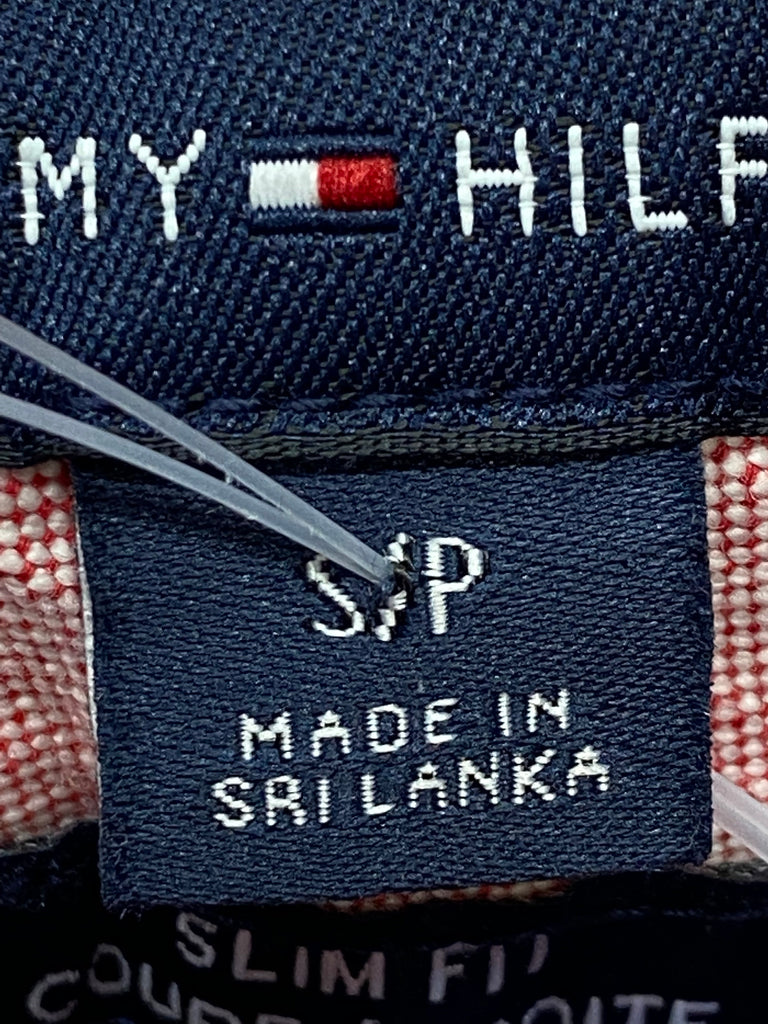 MY HILF
S/P
MADE IN
SRI LANKA
SLIM FIT